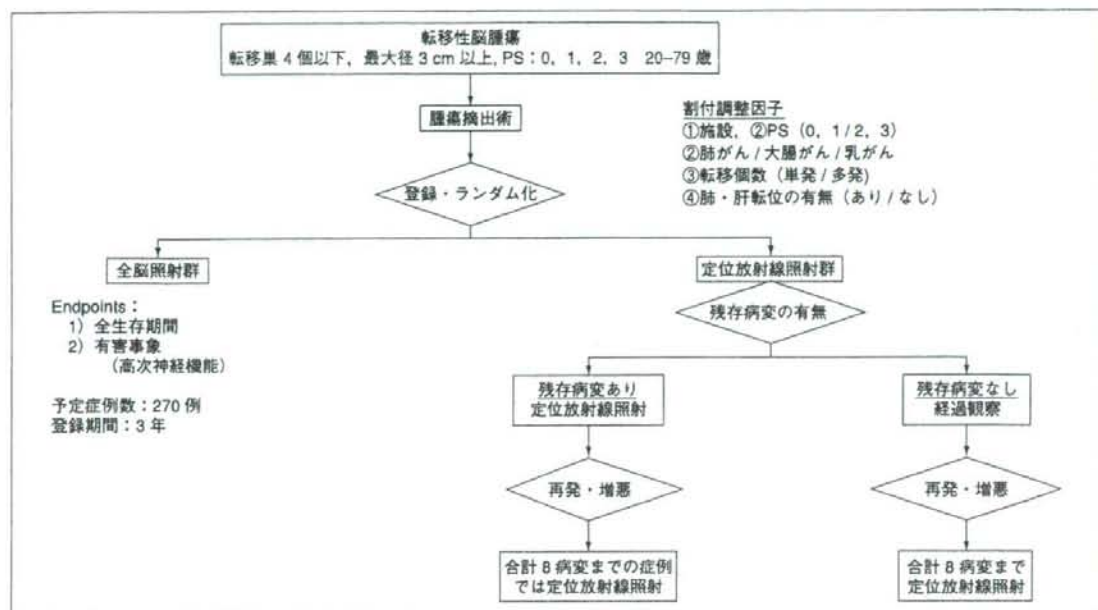 転移性脳腫瘍
転移巣 4 個以下，最大径 3 cm 以上, PS：0，1，2，3　20–79 歳
腫瘍摘出術
登録・ランダム化
割付調整因子
①施設，②PS（0，1 / 2，3）
②肺がん / 大腸がん / 乳がん
③転移個数（単発 / 多発)
④肺・肝転位の有無（あり / なし）
全脳照射群
定位放射線照射群
Endpoints：
1）全生存期間
2）有害事象
（高次神経機能）
予定症例数：270 例
登録期間：3 年
残存病変の有無
残存病変あり
定位放射線照射
残存病変なし
経過観察
再発・増悪
再発・増悪
合計 8 病変までの症例
では定位放射線照射
合計 8 病変まで
定位放射線照射